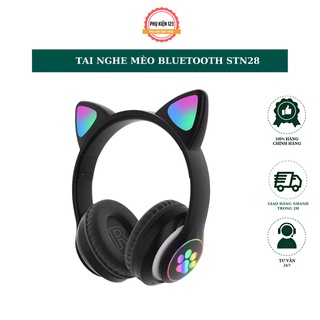 PHỤ KIỆN 123
TAI NGHE MÈO BLUETOOTH STN28
100% HÀNG
CHÍNH HÃNG
GIAO HÀNG NHANH
TRONG 2H
TƯ VẤN
24/7